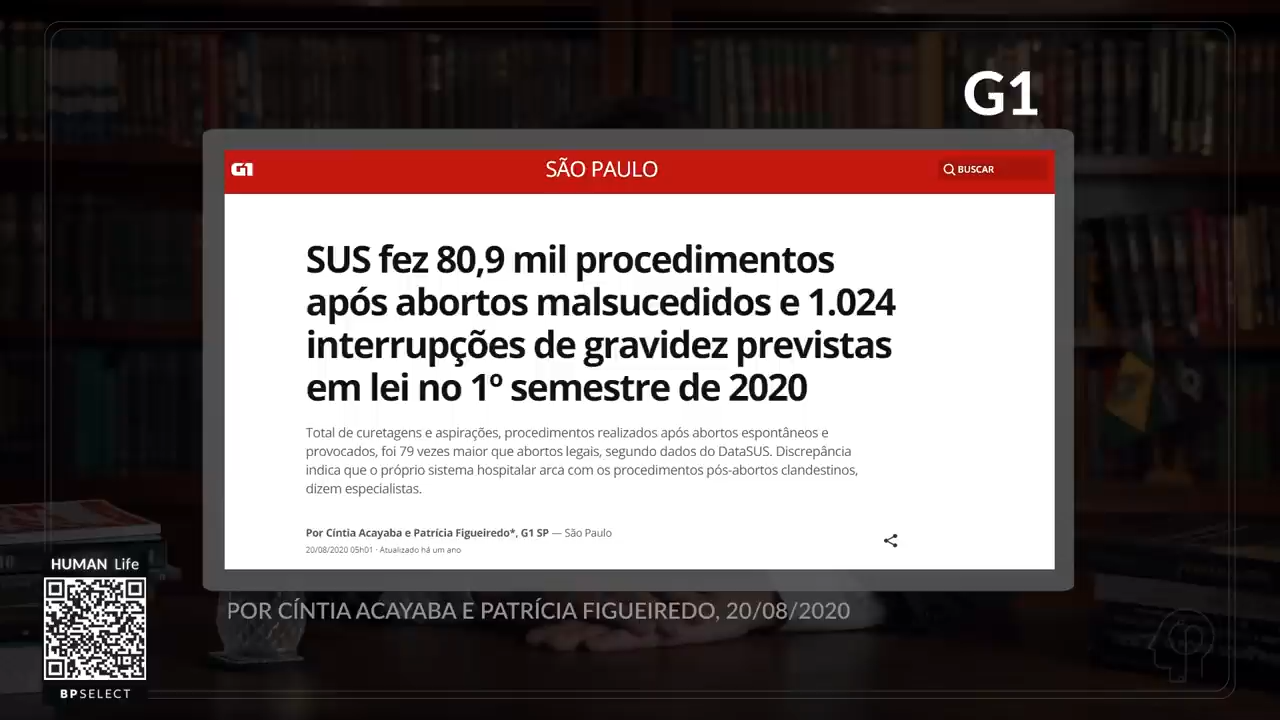 G1
G1
SÃO PAULO
BUSCAR
SUS fez 80,9 mil procedimentos
após abortos malsucedidos e 1.024
interrupções de gravidez previstas
em lei no 1º semestre de 2020
Total de curetagens e aspirações, procedimentos realizados após abortos espontâneos e
provocados, foi 79 vezes maior que abortos legais, segundo dados do DataSUS. Discrepância
indica que o próprio sistema hospitalar arca com os procedimentos pós-abortos clandestinos,
dizem especialistas.
Por Cíntia Acayaba e Patrícia Figueiredo*, G1 SP — São Paulo
20/08/2020 05h01 · Atualizado há um ano
HUMAN Life
POR CÍNTIA ACAYABA E PATRÍCIA FIGUEIREDO, 20/08/2020
BPSELECT